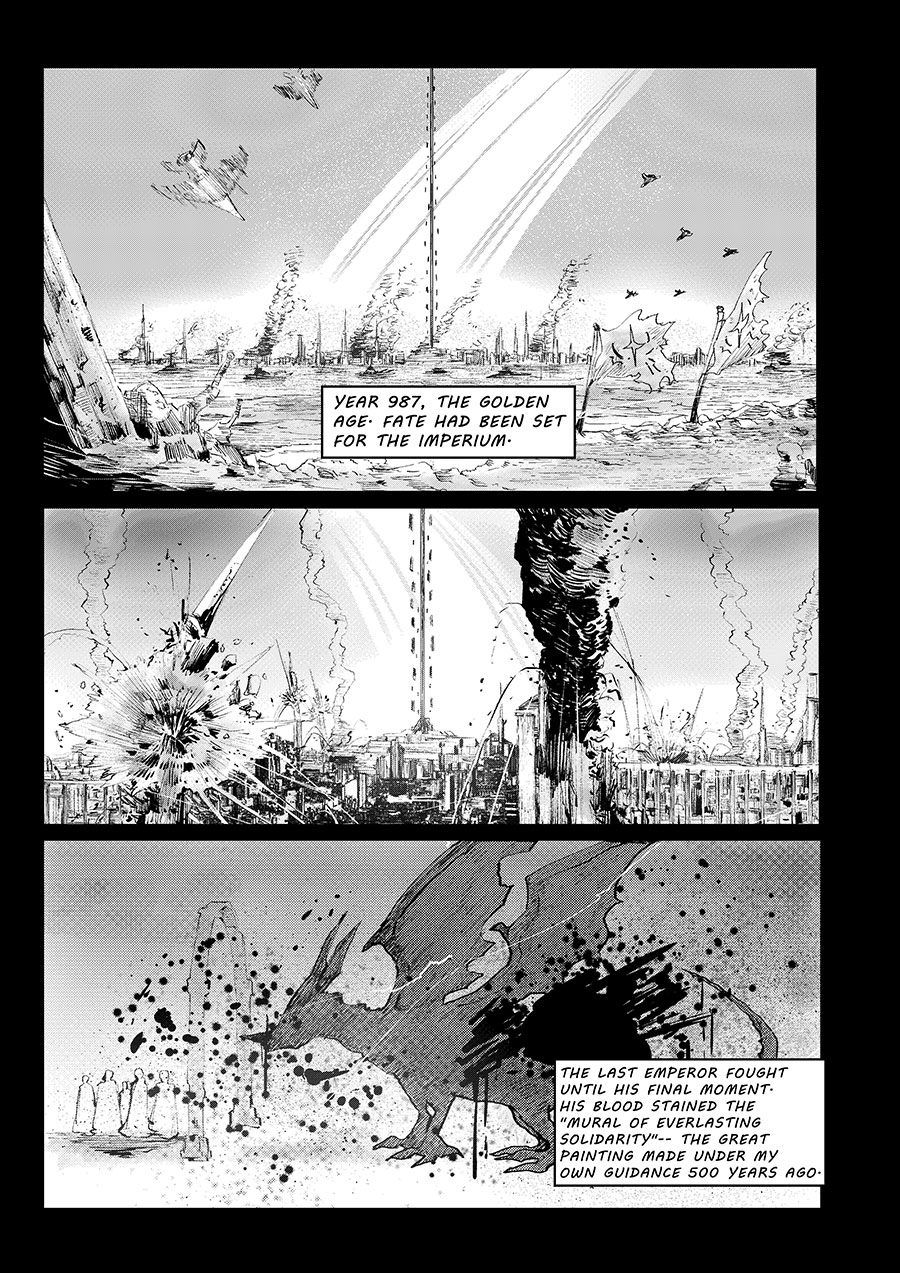 YEAR 987, THE GOLDEN
AGE. FATE HAD BEEN SET
FOR THE IMPERIUM.
THE LAST EMPEROR FOUGHT
UNTIL HIS FINAL MOMENT.
HIS BLOOD STAINED THE
"MURAL OF EVERLASTING
SOLIDARITY"-- THE GREAT
PAINTING MADE UNDER MY
OWN GUIDANCE 500 YEARS AGO.